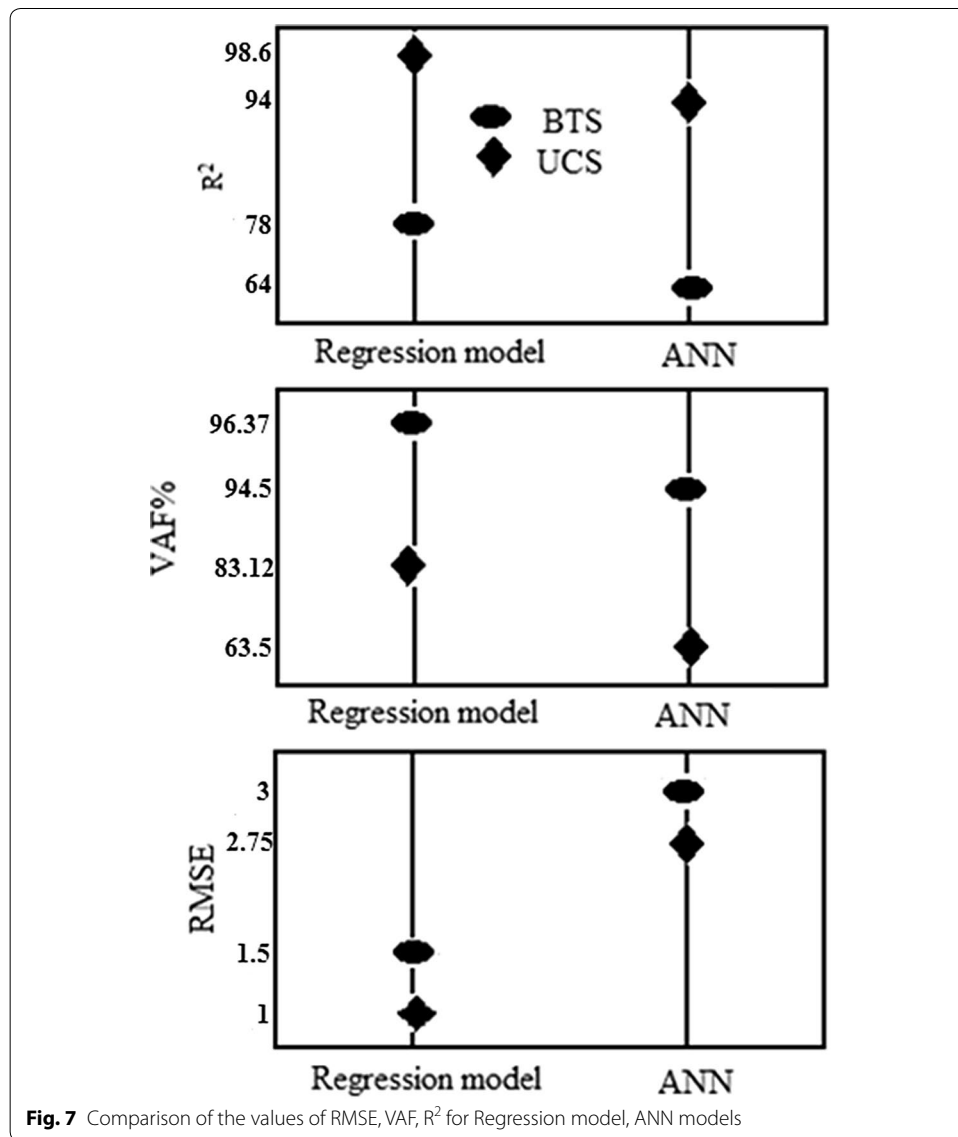 98.6
94
BTS
UCS
R²
78
64
Regression model ANN
96.37
94.5
VAF%
83.12
63.5
Regression model ANN
3
2.75
RMSE
1.5
1
Regression model ANN
Fig. 7 Comparison of the values of RMSE, VAF, R² for Regression model, ANN models